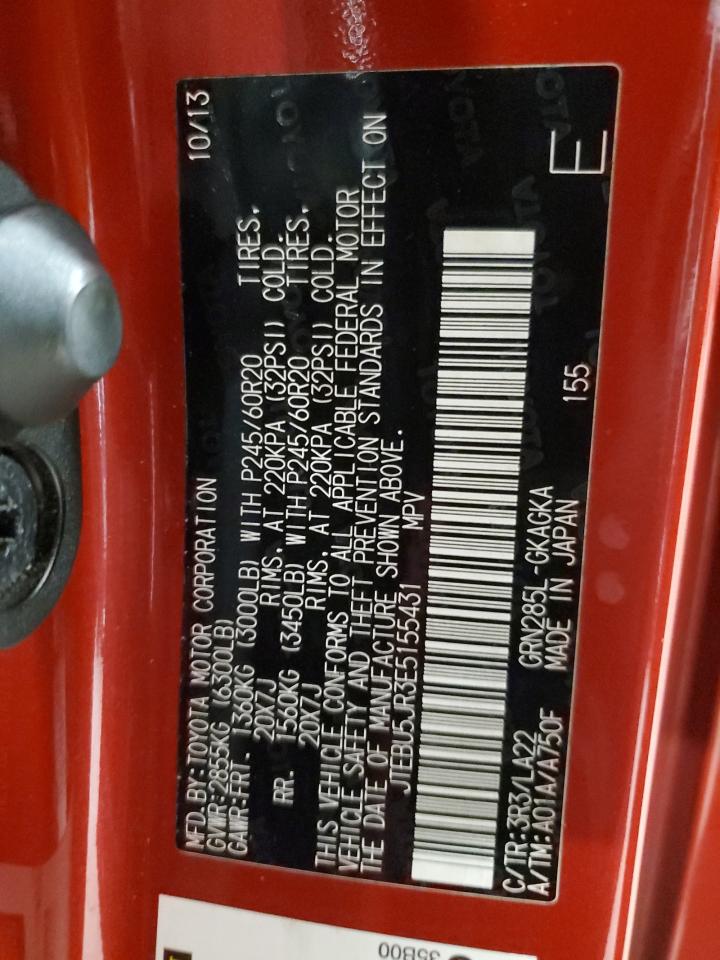 MFD.BY:TOYOTA MOTOR CORPORATION 10/13
GVWR:2855KG (6300LB)
GAWR:FRT. 1360KG (3000LB) WITH P245/60R20 TIRES,
20X7J RIMS, AT 220KPA (32PSI) COLD.
RR. 1560KG (3450LB) WITH P245/60R20 TIRES,
20X7J RIMS, AT 220KPA (32PSI) COLD.
THIS VEHICLE CONFORMS TO ALL APPLICABLE FEDERAL MOTOR
VEHICLE SAFETY AND THEFT PREVENTION STANDARDS IN EFFECT ON
THE DATE OF MANUFACTURE SHOWN ABOVE.
JTEBU5JR3E5155431 MPV
C/TR:3R3/LA22 GRN285L-GKAGKA 155
A/TM:A01A/A750F MADE IN JAPAN E
35B00